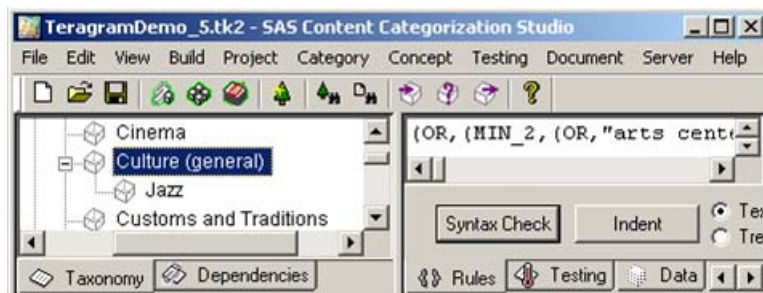 TeragramDemo_5.tk2 - SAS Content Categorization Studio
File Edit View Build Project Category Concept Testing Document Server Help
Cinema
Culture (general)
Jazz
Customs and Traditions
Taxonomy Dependencies
(OR,(MIN_2,(OR,"arts cente
Syntax Check Indent
Tex
Tre
Rules Testing Data